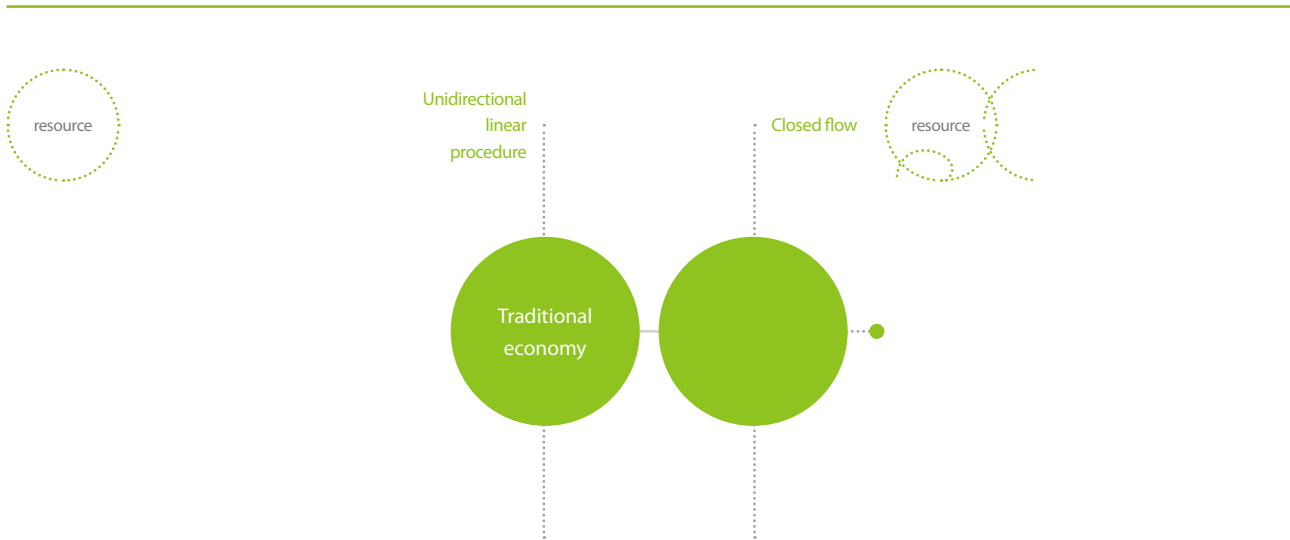 resource
Unidirectional
linear
procedure
Closed flow
resource
Traditional
economy